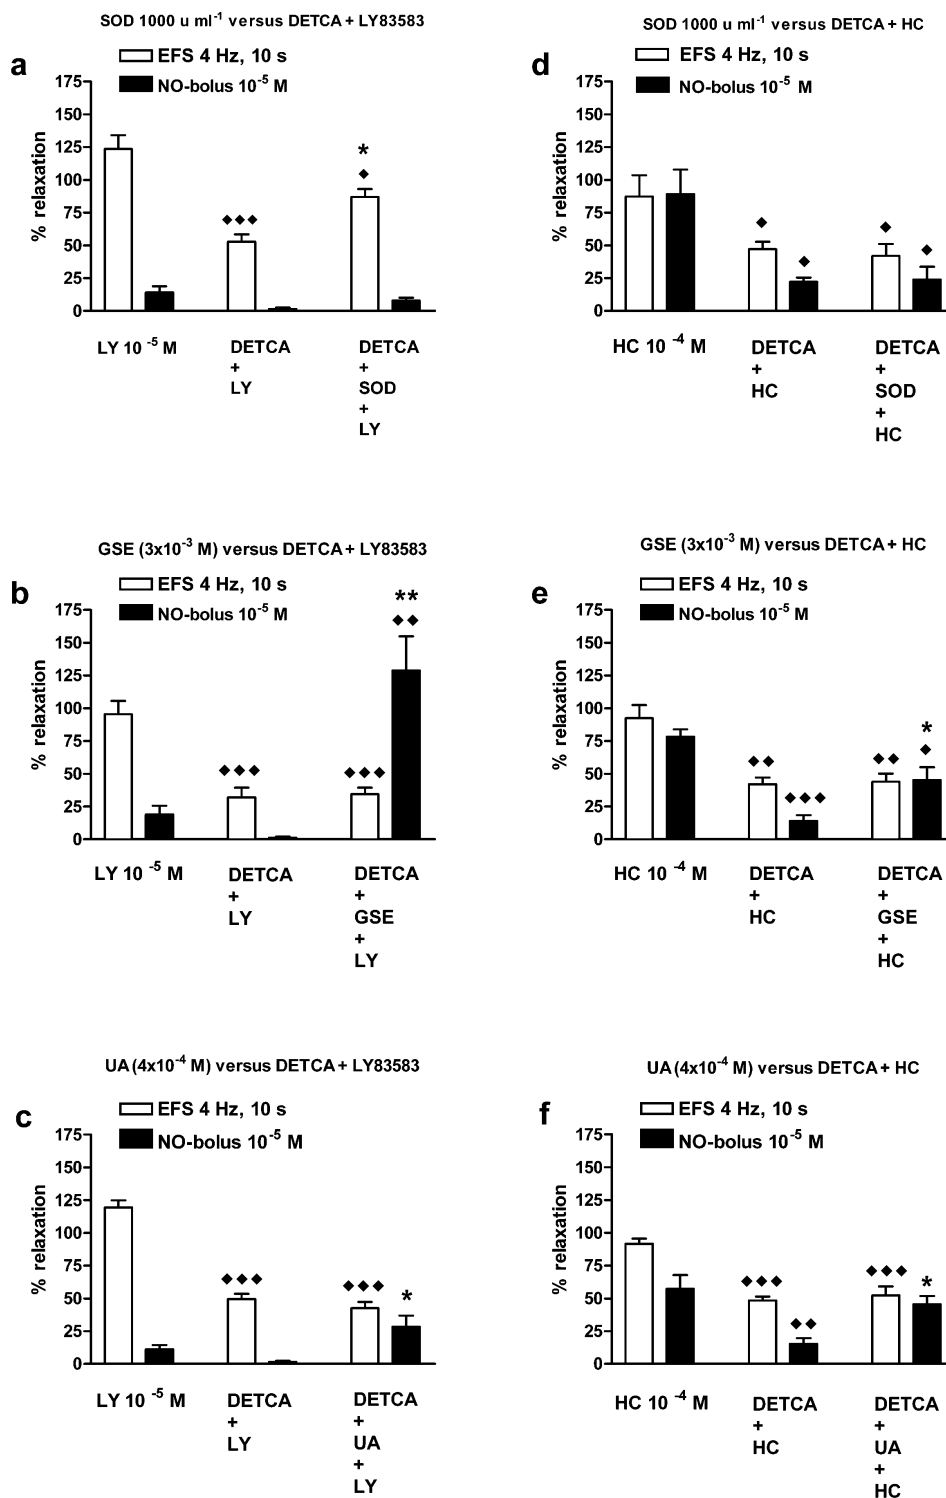 SOD 1000 u ml⁻¹ versus DETCA + LY83583
a
EFS 4 Hz, 10 s
NO-bolus 10⁻⁵ M
% relaxation
175
150
125
100
75
50
25
0
*
◆
◆◆◆
LY 10⁻⁵ M
DETCA
+
LY
DETCA
+
SOD
+
LY
SOD 1000 u ml⁻¹ versus DETCA + HC
d
EFS 4 Hz, 10 s
NO-bolus 10⁻⁵ M
% relaxation
175
150
125
100
75
50
25
0
◆
◆
◆
◆
HC 10⁻⁴ M
DETCA
+
HC
DETCA
+
SOD
+
HC
GSE (3x10⁻³ M) versus DETCA + LY83583
b
EFS 4 Hz, 10 s
NO-bolus 10⁻⁵ M
% relaxation
175
150
125
100
75
50
25
0
**
◆◆
◆◆◆
◆◆◆
LY 10⁻⁵ M
DETCA
+
LY
DETCA
+
GSE
+
LY
GSE (3x10⁻³ M) versus DETCA + HC
e
EFS 4 Hz, 10 s
NO-bolus 10⁻⁵ M
% relaxation
175
150
125
100
75
50
25
0
◆◆
◆◆◆
◆◆
*
◆
HC 10⁻⁴ M
DETCA
+
HC
DETCA
+
GSE
+
HC
UA (4x10⁻⁴ M) versus DETCA + LY83583
c
EFS 4 Hz, 10 s
NO-bolus 10⁻⁵ M
% relaxation
175
150
125
100
75
50
25
0
◆◆◆
◆◆◆
*
LY 10⁻⁵ M
DETCA
+
LY
DETCA
+
UA
+
LY
UA (4x10⁻⁴ M) versus DETCA + HC
f
EFS 4 Hz, 10 s
NO-bolus 10⁻⁵ M
% relaxation
175
150
125
100
75
50
25
0
◆◆◆
◆◆
◆◆◆
*
HC 10⁻⁴ M
DETCA
+
HC
DETCA
+
UA
+
HC